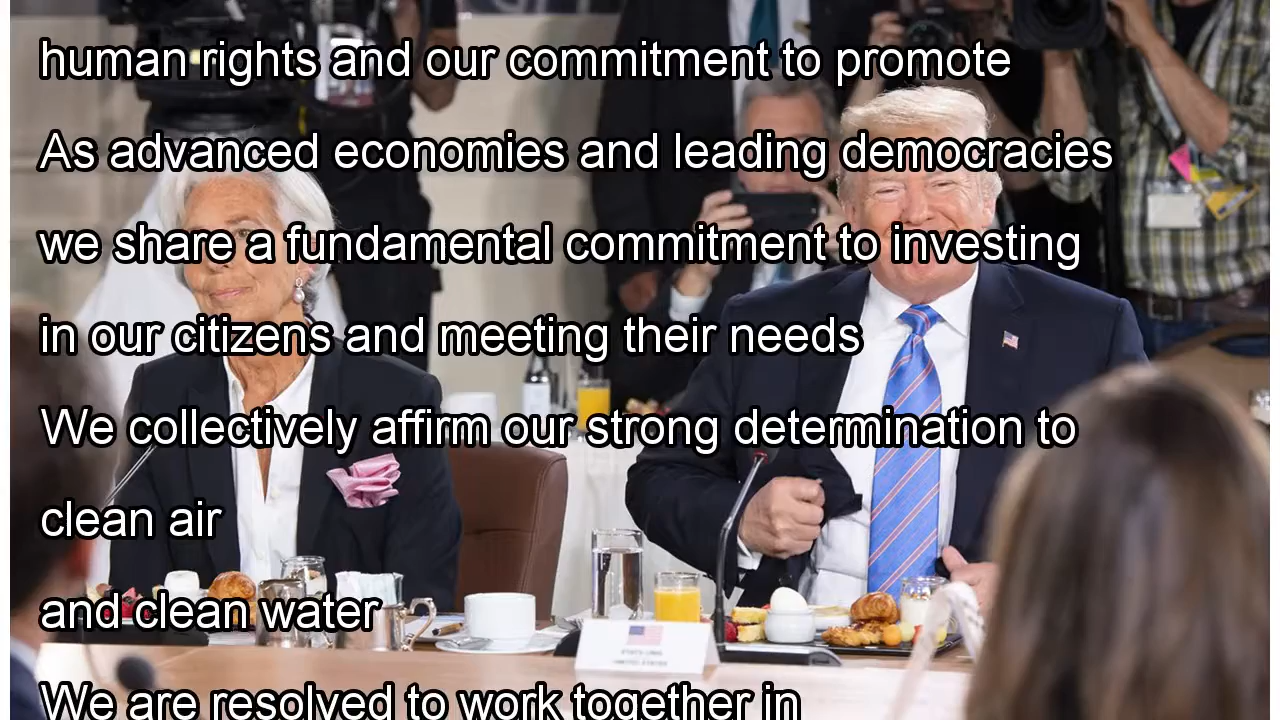 human rights and our commitment to promote
As advanced economies and leading democracies
we share a fundamental commitment to investing
in our citizens and meeting their needs
We collectively affirm our strong determination to
clean air
and clean water
We are resolved to work together in
UNITED STATES